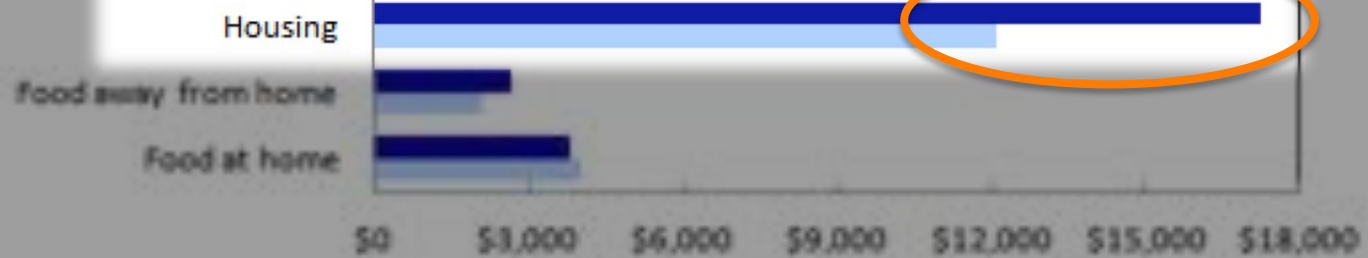 Housing
Food away from home
Food at home
$0 $3,000 $6,000 $9,000 $12,000 $15,000 $18,000